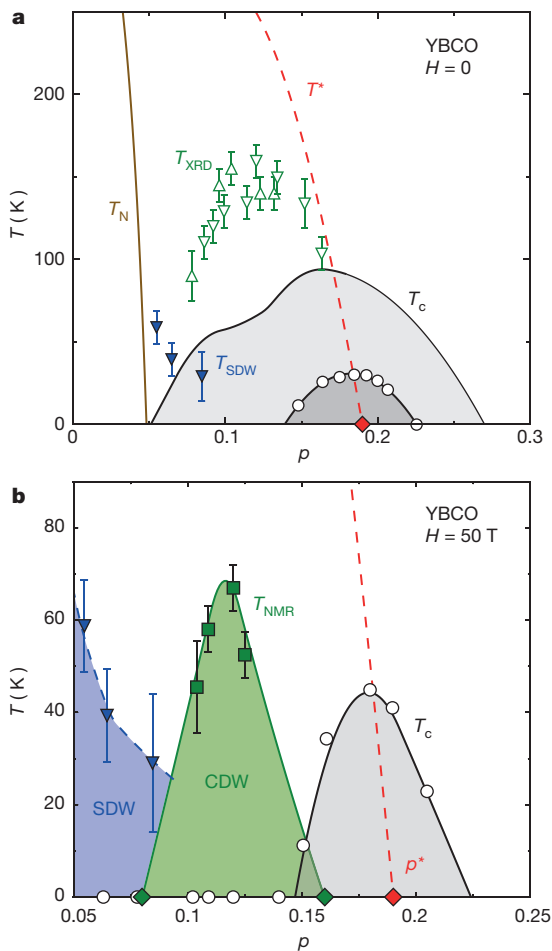 a
YBCO
H = 0
T*
T_XRD
T_N
T_c
T_SDW
T (K)
200
100
0
0
0.1
0.2
0.3
p
b
YBCO
H = 50 T
T_NMR
T_c
SDW
CDW
p*
T (K)
80
60
40
20
0
0.05
0.1
0.15
0.20
0.25
p